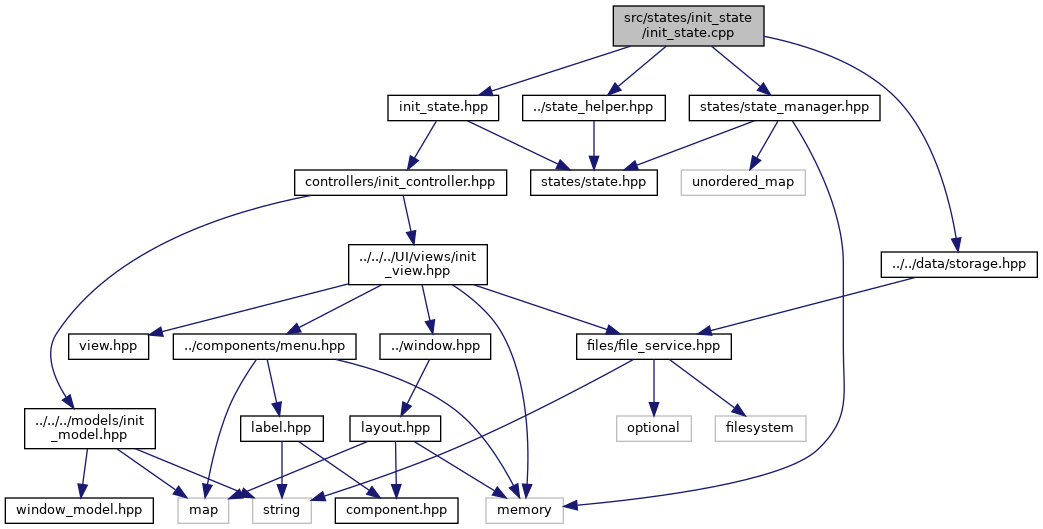 src/states/init_state
/init_state.cpp
init_state.hpp
../state_helper.hpp
states/state_manager.hpp
controllers/init_controller.hpp
states/state.hpp
unordered_map
../../../UI/views/init
_view.hpp
../../data/storage.hpp
view.hpp
../components/menu.hpp
../window.hpp
files/file_service.hpp
../../../models/init
_model.hpp
label.hpp
layout.hpp
optional
filesystem
window_model.hpp
map
string
component.hpp
memory